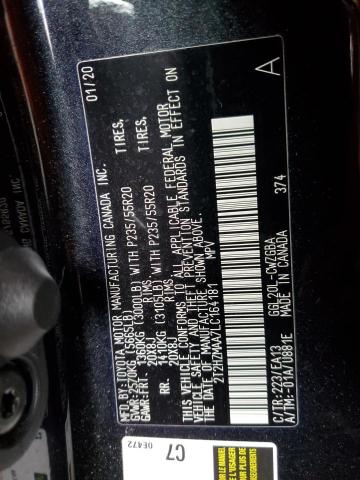 MFD BY:TOYOTA MOTOR MANUFACTURING CANADA INC. 01/20
GVWR:2570KG (5665LB)
GAWR:FRT. 1360KG (3000LB) WITH P235/55R20 TIRES,
20X8J RIMS
RR. 1410KG (3105LB) WITH P235/55R20 TIRES,
20X8J RIMS
THIS VEHICLE CONFORMS TO ALL APPLICABLE FEDERAL MOTOR
VEHICLE SAFETY AND THEFT PREVENTION STANDARDS IN EFFECT ON
THE DATE OF MANUFACTURE SHOWN ABOVE.
2T2HZMAA7LC164181 MPV
A
C/TR:223/EA13 GGL20L-CWZGBA
A/TM:-F01A/U881E MADE IN CANADA 374
C7
0E472